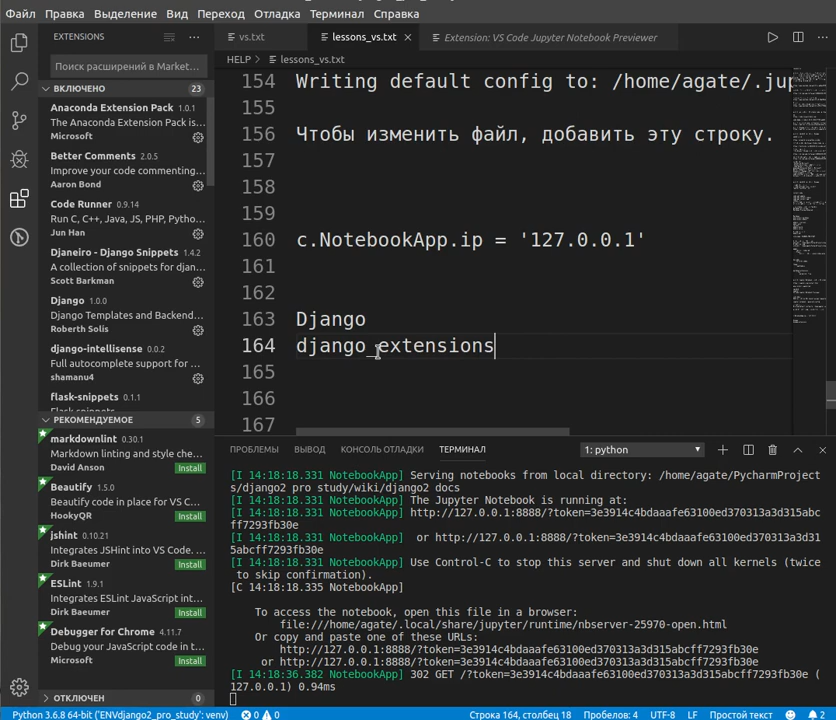 Файл Правка Выделение Вид Переход Отладка Терминал Справка
EXTENSIONS
vs.txt
lessons_vs.txt
Extension: VS Code Jupyter Notebook Previewer
HELP > lessons_vs.txt
Поиск расширений в Market...
ВКЛЮЧЕНО 23
Anaconda Extension Pack 1.0.1
The Anaconda Extension Pack is...
Microsoft
Better Comments 2.0.5
Improve your code commenting...
Aaron Bond
Code Runner 0.9.14
Run C, C++, Java, JS, PHP, Pytho...
Jun Han
Djaneiro - Django Snippets 1.4.2
A collection of snippets for djan...
Scott Barkman
Django 1.0.0
Django Templates and Backend...
Roberth Solis
django-intellisense 0.0.2
Full autocomplete support for ...
shamanu4
flask-snippets 0.1.1
Flask snippets
РЕКОМЕНДУЕМОЕ 5
markdownlint 0.30.1
Markdown linting and style che...
David Anson Install
Beautify 1.5.0
Beautify code in place for VS C...
HookyQR Install
jshint 0.10.21
Integrates JSHint into VS Code. ...
Dirk Baeumer Install
ESLint 1.9.1
Integrates ESLint JavaScript int...
Dirk Baeumer Install
Debugger for Chrome 4.11.7
Debug your JavaScript code in t...
Microsoft Install
ОТКЛЮЧЕН 0
154 Writing default config to: /home/agate/.jup
155
156 Чтобы изменить файл, добавить эту строку.
157
158
159
160 c.NotebookApp.ip = '127.0.0.1'
161
162
163 Django
164 django_extensions
165
166
167
ПРОБЛЕМЫ ВЫВОД КОНСОЛЬ ОТЛАДКИ ТЕРМИНАЛ 1: python
[I 14:18:18.331 NotebookApp] Serving notebooks from local directory: /home/agate/PycharmProject
s/django2 pro study/wiki/django2 docs
[I 14:18:18.331 NotebookApp] The Jupyter Notebook is running at:
[I 14:18:18.331 NotebookApp] http://127.0.0.1:8888/?token=3e3914c4bdaaafe63100ed370313a3d315abc
ff7293fb30e
[I 14:18:18.331 NotebookApp]  or http://127.0.0.1:8888/?token=3e3914c4bdaaafe63100ed370313a3d31
5abcff7293fb30e
[I 14:18:18.331 NotebookApp] Use Control-C to stop this server and shut down all kernels (twice
 to skip confirmation).
[C 14:18:18.335 NotebookApp]
To access the notebook, open this file in a browser:
file:///home/agate/.local/share/jupyter/runtime/nbserver-25970-open.html
Or copy and paste one of these URLs:
http://127.0.0.1:8888/?token=3e3914c4bdaaafe63100ed370313a3d315abcff7293fb30e
or http://127.0.0.1:8888/?token=3e3914c4bdaaafe63100ed370313a3d315abcff7293fb30e
[I 14:18:36.382 NotebookApp] 302 GET /?token=3e3914c4bdaaafe63100ed370313a3d315abcff7293fb30e (
127.0.0.1) 0.94ms
Python 3.6.8 64-bit ('ENVdjango2_pro_study': venv) 0 0 Строка 164, столбец 18 Пробелов: 4 UTF-8 LF Простой текст 2